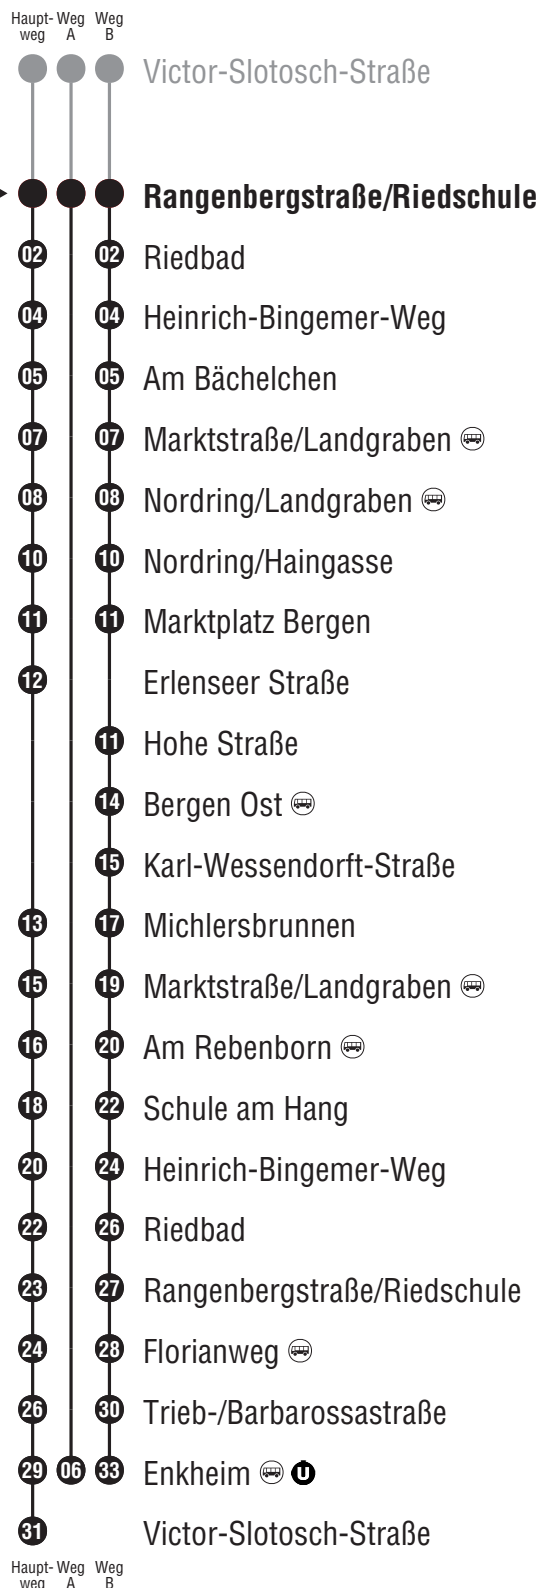 Haupt- Weg Weg
weg A B
Victor-Slotosch-Straße
Rangenbergstraße/Riedschule
02 02 Riedbad
04 04 Heinrich-Bingemer-Weg
05 05 Am Bächelchen
07 07 Marktstraße/Landgraben
08 08 Nordring/Landgraben
10 10 Nordring/Haingasse
11 11 Marktplatz Bergen
12 Erlenseer Straße
11 Hohe Straße
14 Bergen Ost
15 Karl-Wessendorft-Straße
13 17 Michlersbrunnen
15 19 Marktstraße/Landgraben
16 20 Am Rebenborn
18 22 Schule am Hang
20 24 Heinrich-Bingemer-Weg
22 26 Riedbad
23 27 Rangenbergstraße/Riedschule
24 28 Florianweg
26 30 Trieb-/Barbarossastraße
29 06 33 Enkheim Ü
31 Victor-Slotosch-Straße
Haupt- Weg Weg
weg A B